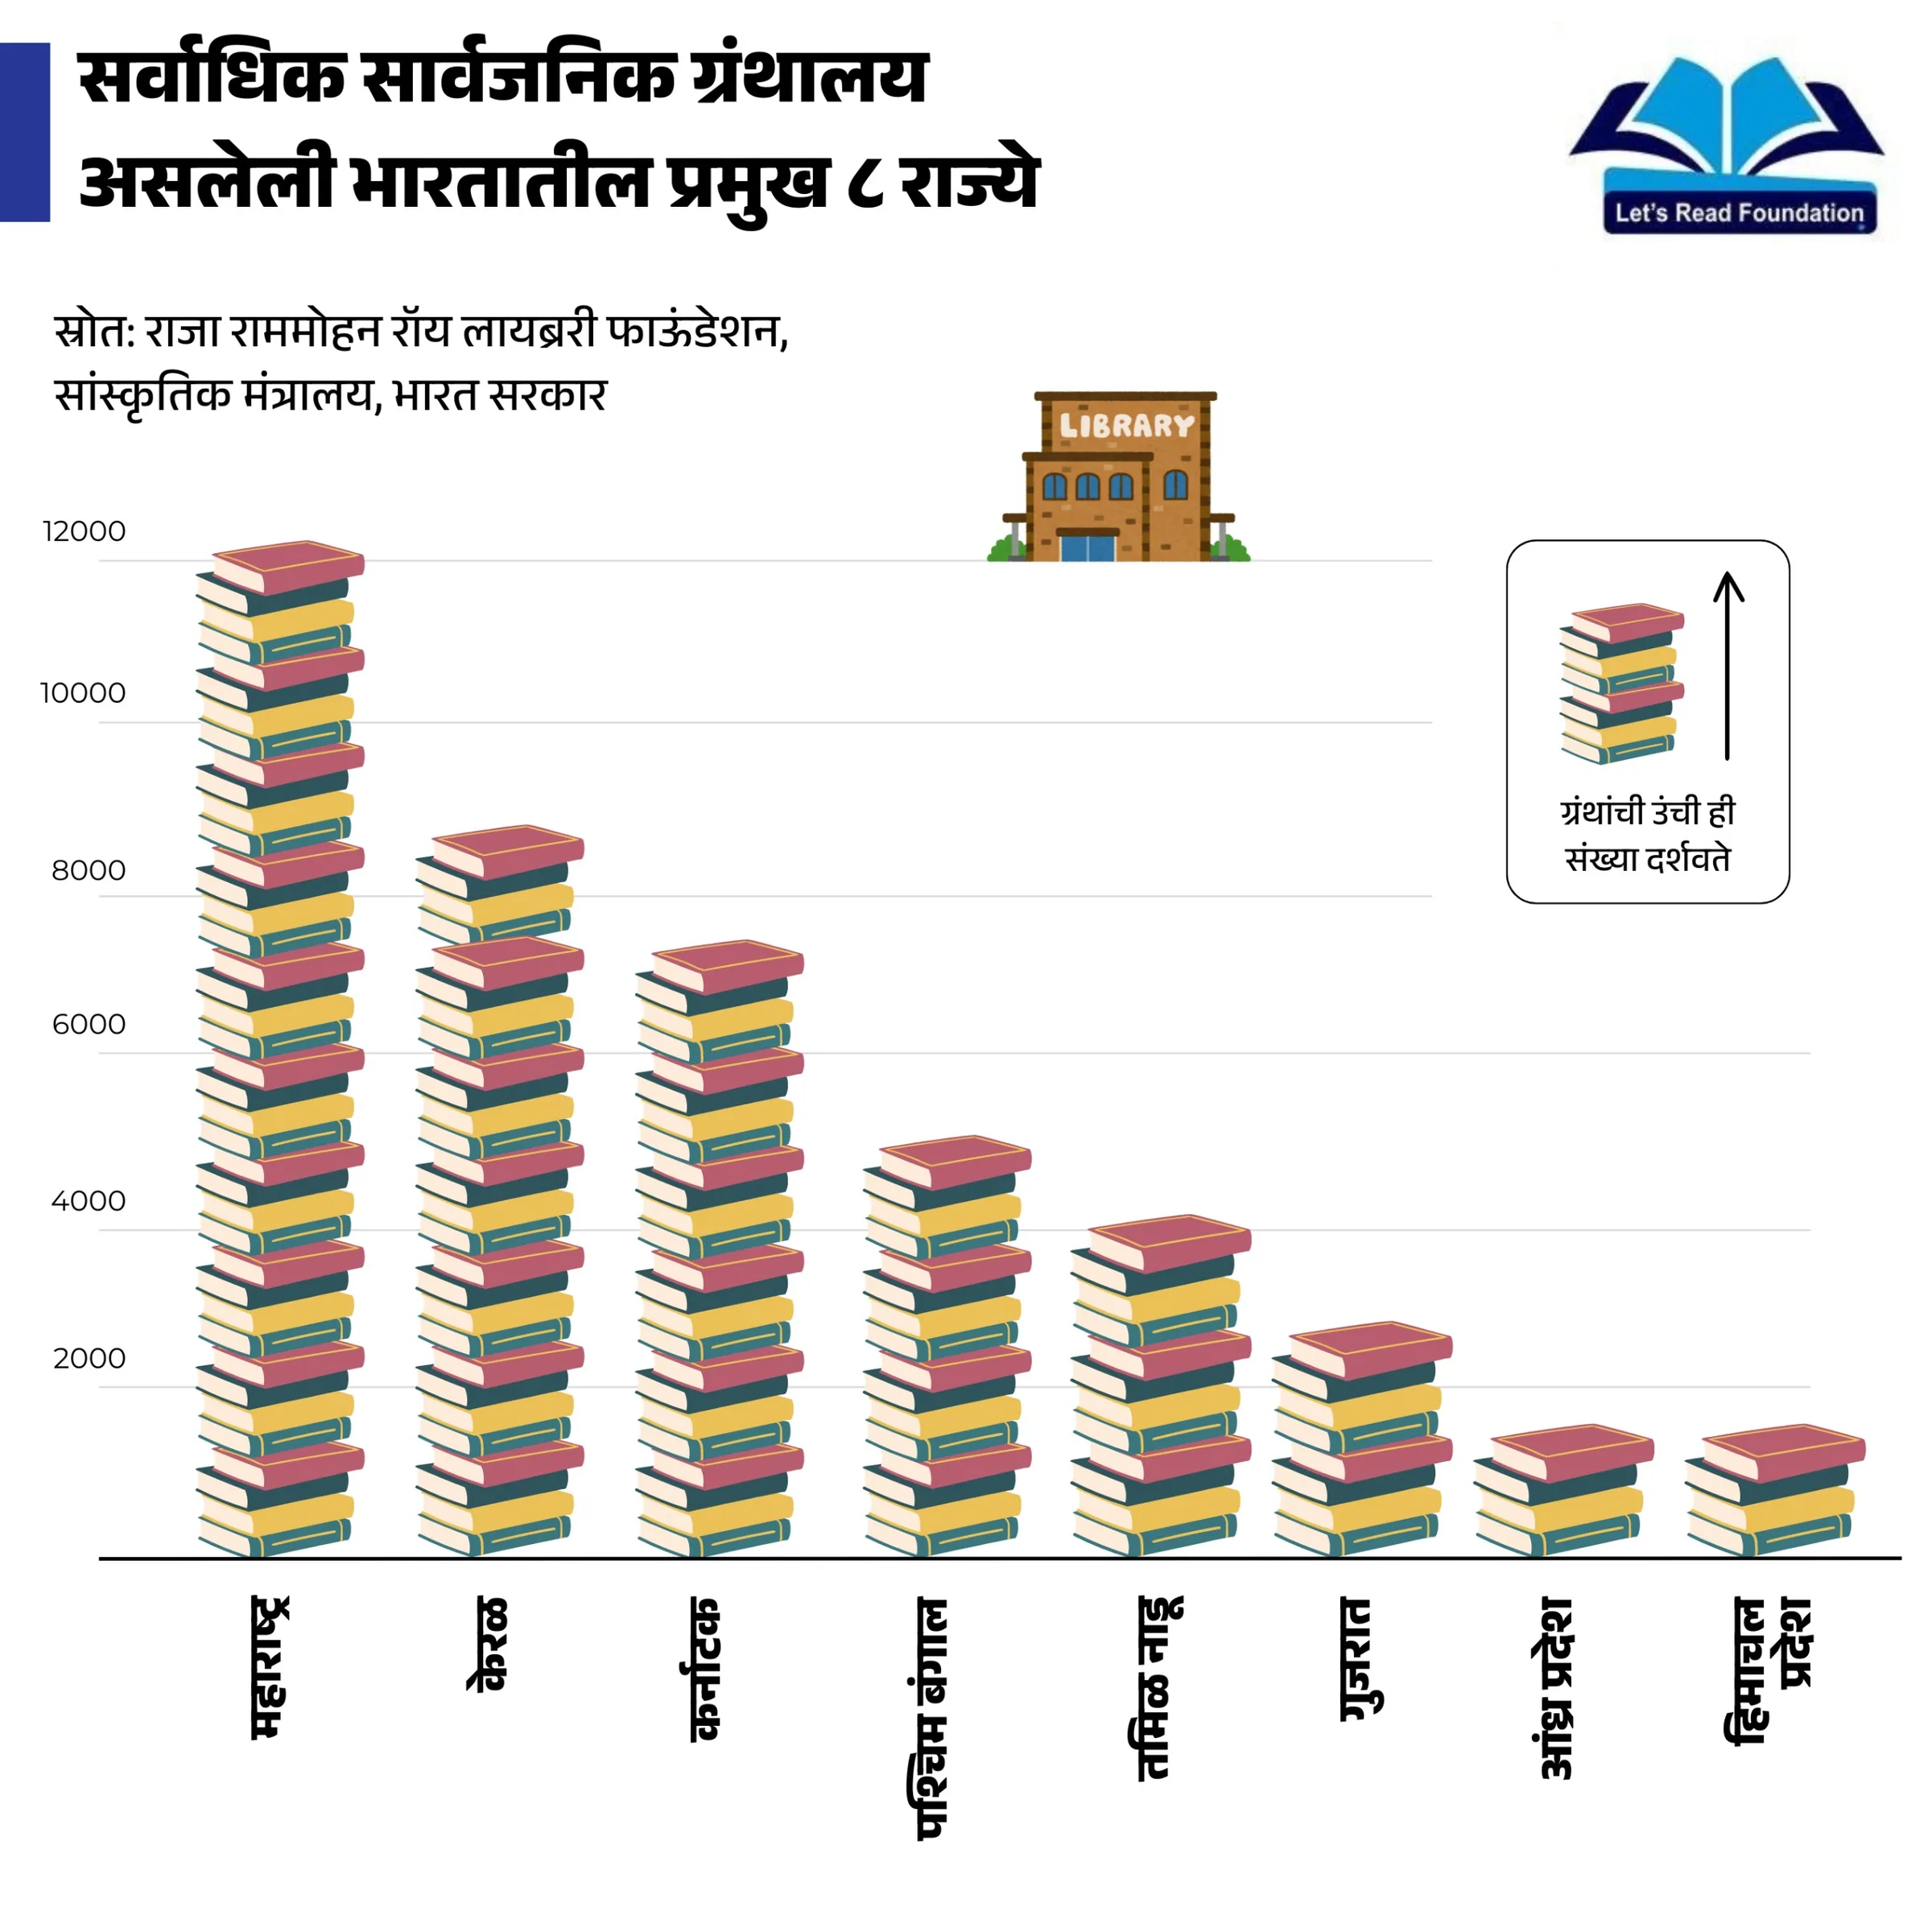 सर्वाधिक सार्वजनिक ग्रंथालय
असलेली भारतातील प्रमुख ८ राज्ये
Let's Read Foundation
स्रोत: राजा राममोहन रॉय लायब्ररी फाऊंडेशन,
सांस्कृतिक मंत्रालय, भारत सरकार
LIBRARY
12000
10000
8000
6000
4000
2000
ग्रंथांची उंची ही
संख्या दर्शवते
महाराष्ट्र
केरळ
कर्नाटक
पश्चिम बंगाल
तमिळ नाडू
गुजरात
आंध्र प्रदेश
हिमाचल
प्रदेश